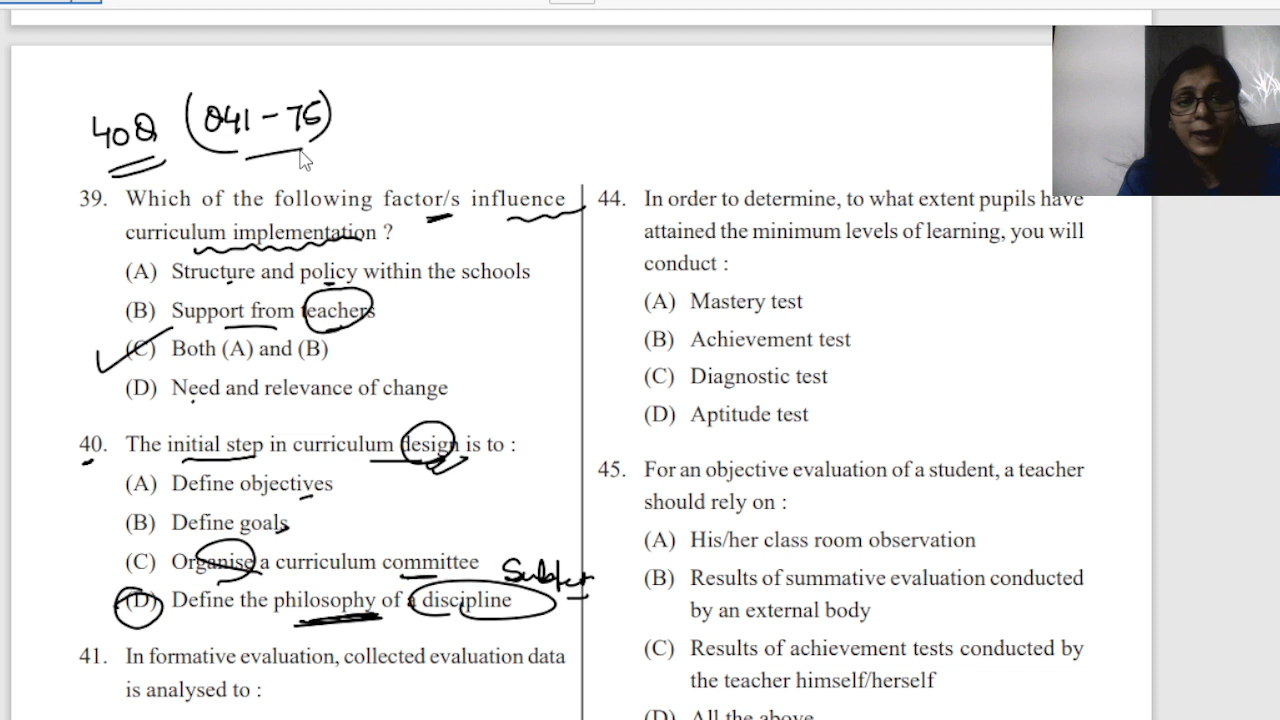 40Q (Q41-75)
39. Which of the following factor/s influence
curriculum implementation ?
(A) Structure and policy within the schools
(B) Support from teachers
(C) Both (A) and (B)
(D) Need and relevance of change
40. The initial step in curriculum design is to :
(A) Define objectives
(B) Define goals
(C) Organise a curriculum committee
Subject
(D) Define the philosophy of a discipline
41. In formative evaluation, collected evaluation data
is analysed to :
44. In order to determine, to what extent pupils have
attained the minimum levels of learning, you will
conduct :
(A) Mastery test
(B) Achievement test
(C) Diagnostic test
(D) Aptitude test
45. For an objective evaluation of a student, a teacher
should rely on :
(A) His/her class room observation
(B) Results of summative evaluation conducted
by an external body
(C) Results of achievement tests conducted by
the teacher himself/herself
(D) All the above